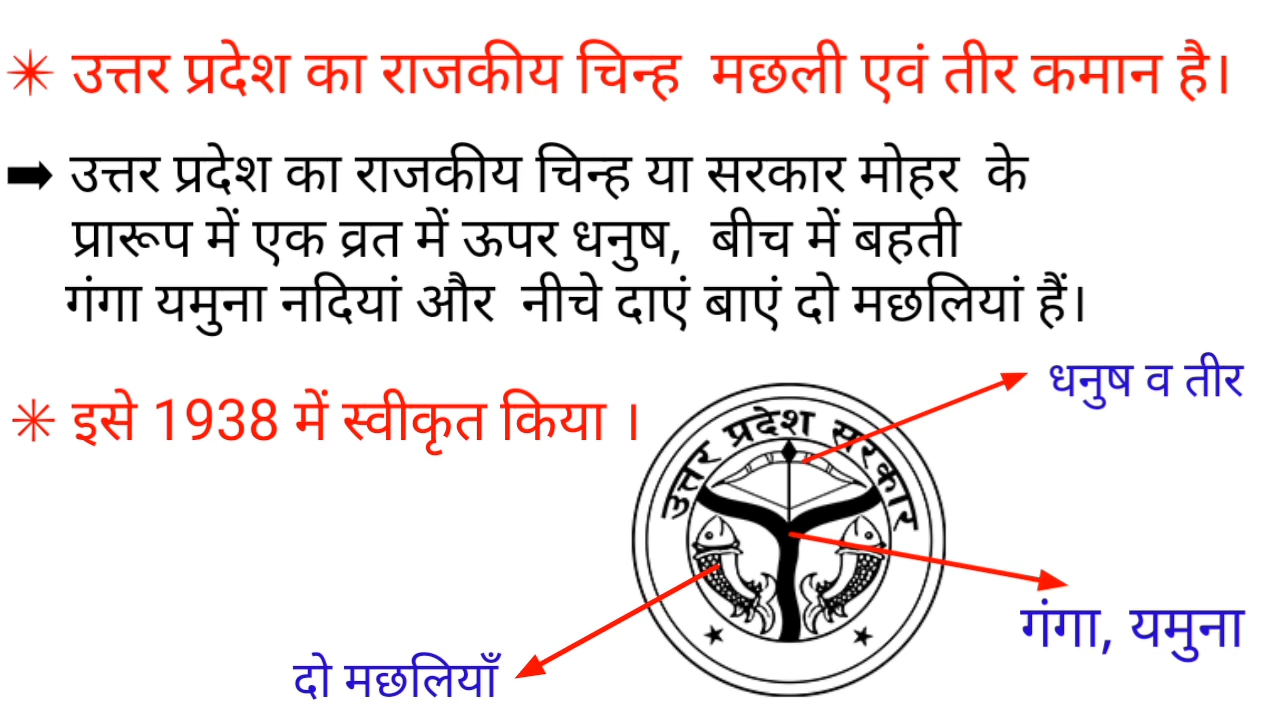 ✴ उत्तर प्रदेश का राजकीय चिन्ह मछली एवं तीर कमान है।
➡ उत्तर प्रदेश का राजकीय चिन्ह या सरकार मोहर के
प्रारूप में एक व्रत में ऊपर धनुष, बीच में बहती
गंगा यमुना नदियां और नीचे दाएं बाएं दो मछलियां हैं।
धनुष व तीर
✳ इसे 1938 में स्वीकृत किया ।
उत्तर प्रदेश सरकार
गंगा, यमुना
दो मछलियाँ